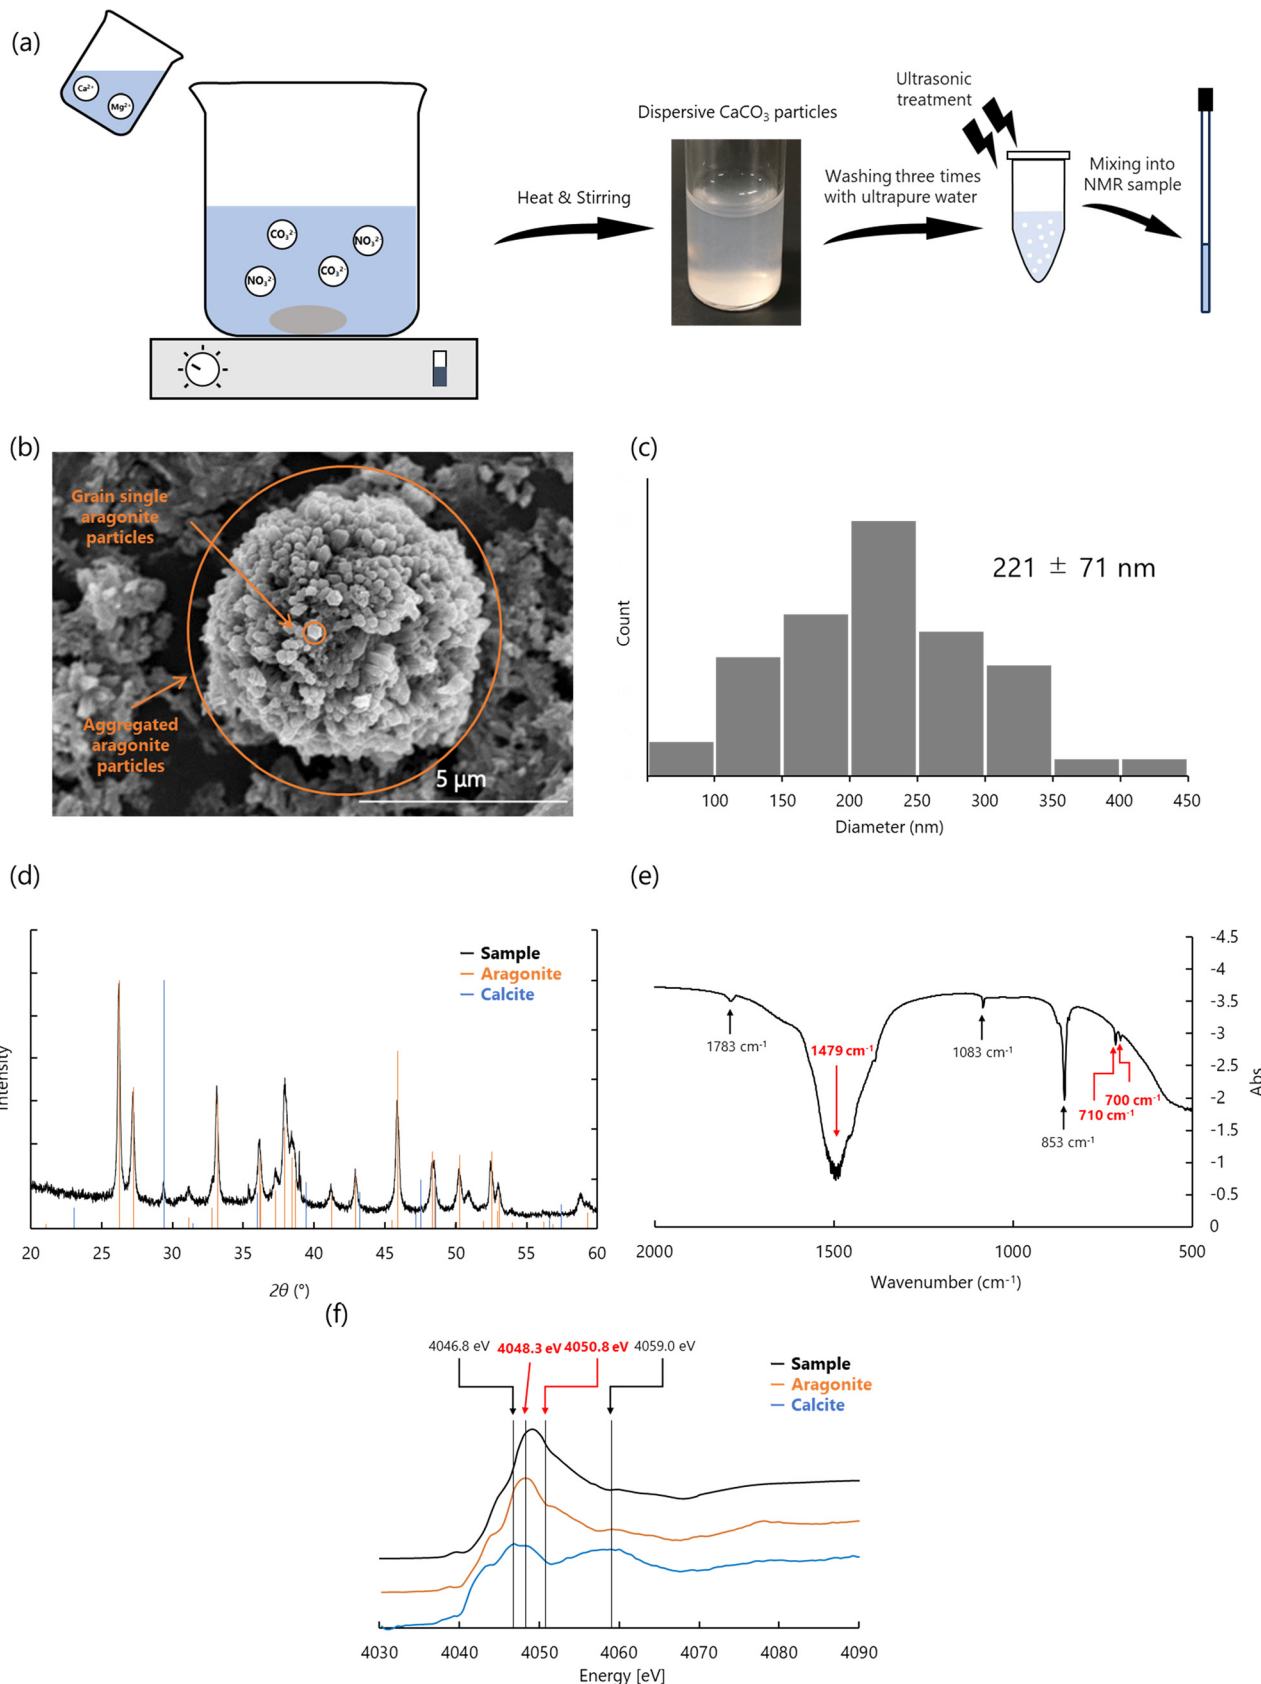 (a)
Ca²⁺
Mg²⁺
CO₃²⁻
NO₃²⁻
NO₃²⁻
CO₃²⁻
Heat & Stirring
Dispersive CaCO₃ particles
Washing three times
with ultrapure water
Ultrasonic
treatment
Mixing into
NMR sample
(b)
Grain single
aragonite
particles
Aggregated
aragonite
particles
5 μm
(c)
221 ± 71 nm
Count
100 150 200 250 300 350 400 450
Diameter (nm)
(d)
Sample
Aragonite
Calcite
Intensity
20 25 30 35 40 45 50 55 60
2θ (°)
(e)
1783 cm⁻¹
1479 cm⁻¹
1083 cm⁻¹
853 cm⁻¹
700 cm⁻¹
710 cm⁻¹
-4.5
-4
-3.5
-3
-2.5
-2
-1.5
-1
-0.5
0
Abs
2000 1500 1000 500
Wavenumber (cm⁻¹)
(f)
4046.8 eV 4048.3 eV 4050.8 eV 4059.0 eV
Sample
Aragonite
Calcite
4030 4040 4050 4060 4070 4080 4090
Energy [eV]